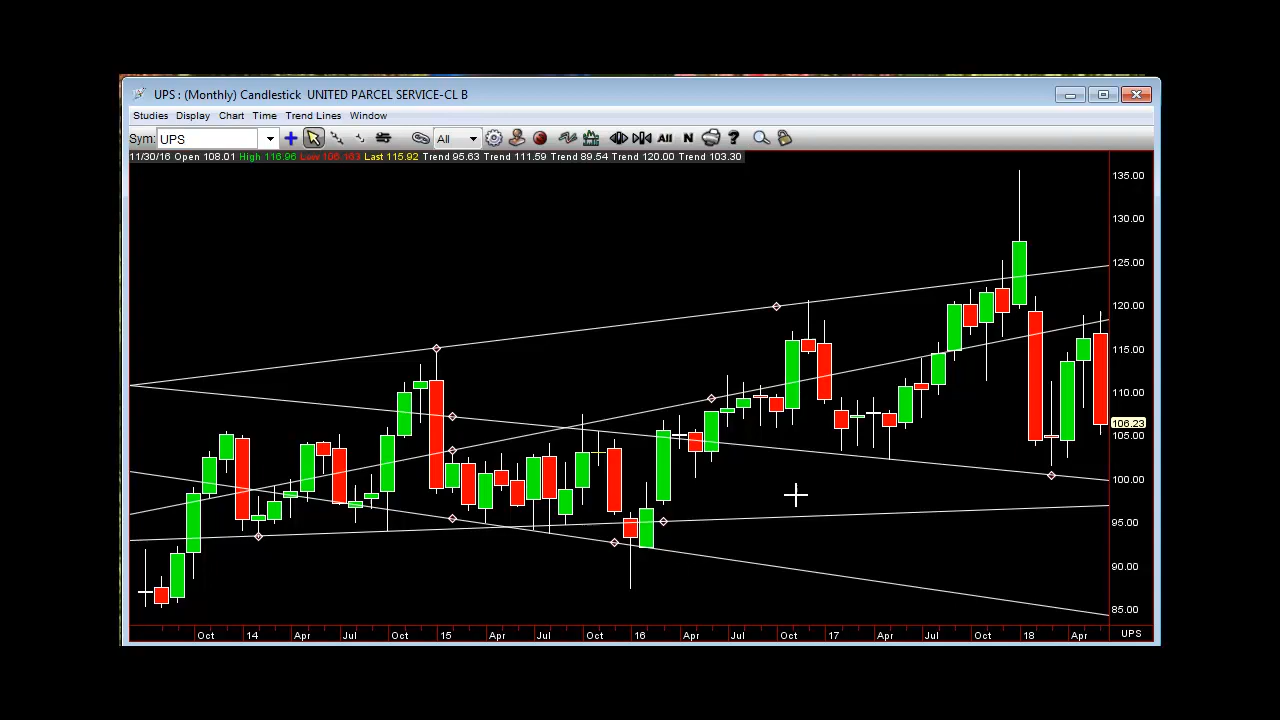 UPS : (Monthly) Candlestick UNITED PARCEL SERVICE-CL B
Studies Display Chart Time Trend Lines Window
Sym: UPS All All N ?
11/30/16 Open 108.01 High 116.96 Low 106.163 Last 115.92 Trend 95.63 Trend 111.59 Trend 89.54 Trend 120.00 Trend 103.30
135.00
130.00
125.00
120.00
115.00
110.00
106.23
105.00
100.00
95.00
90.00
85.00
Oct 14 Apr Jul Oct 15 Apr Jul Oct 16 Apr Jul Oct 17 Apr Jul Oct 18 Apr UPS